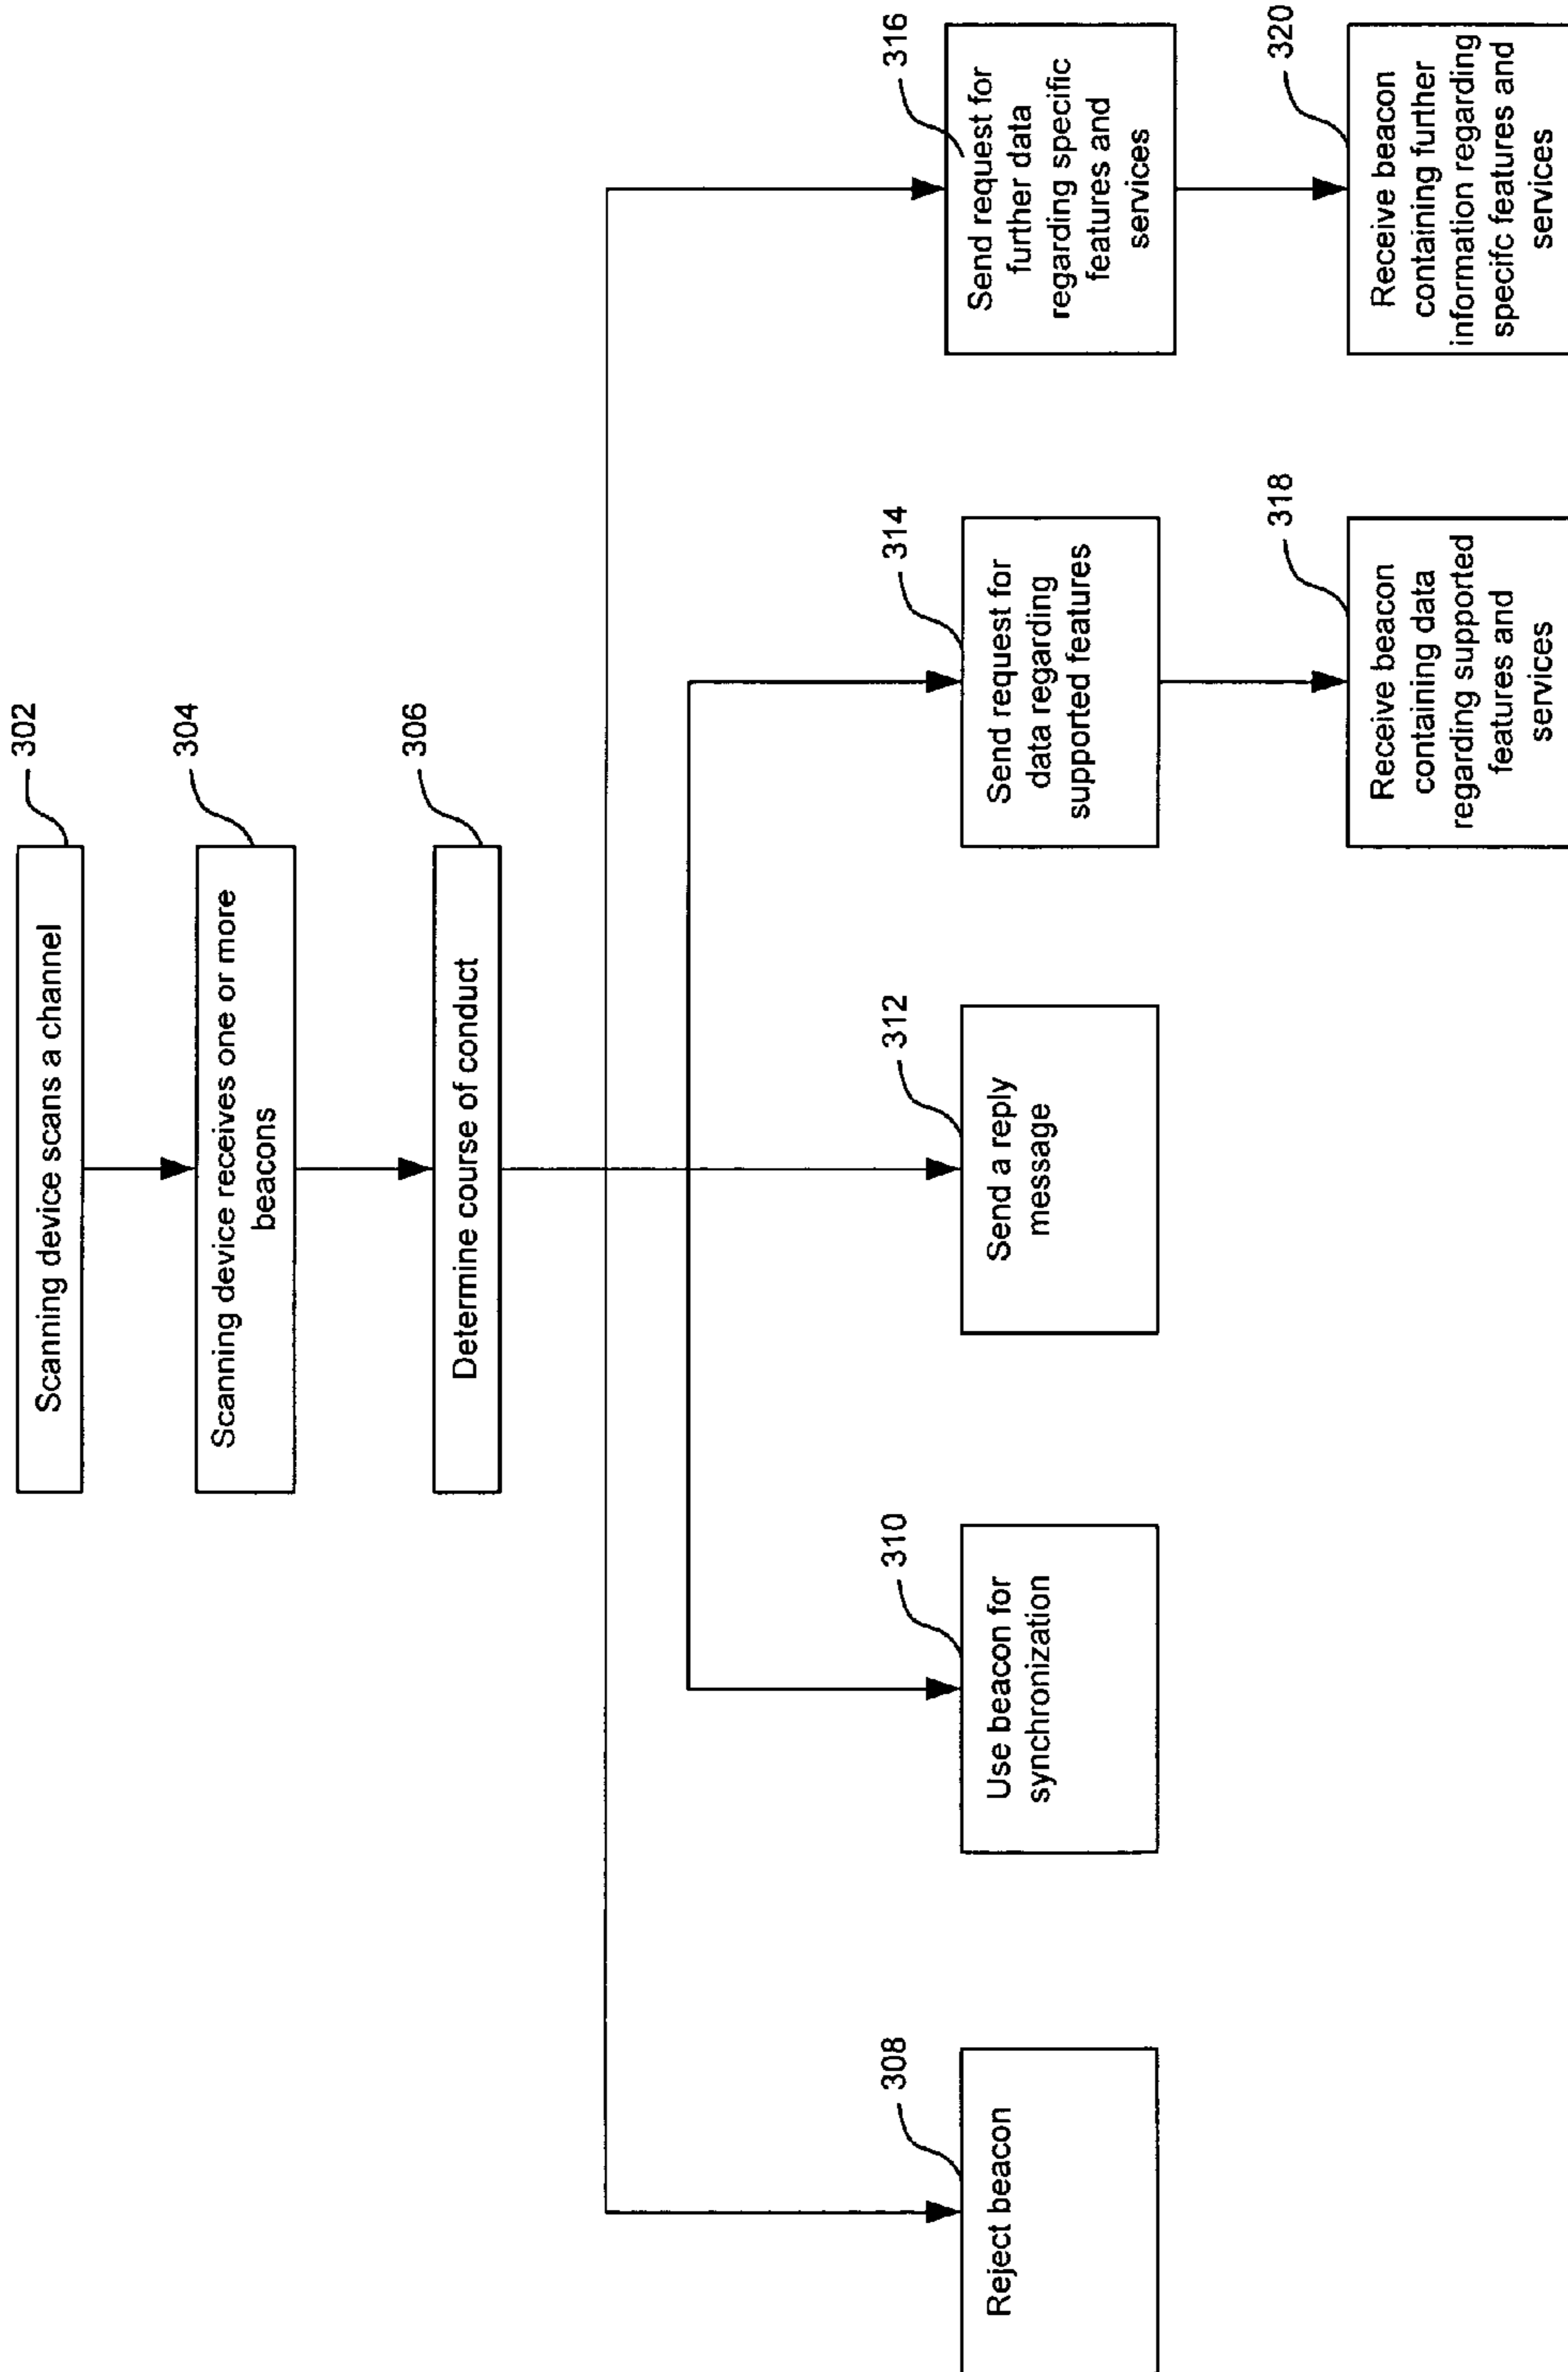 302
Scanning device scans a channel
304
Scanning device receives one or more
beacons
306
Determine course of conduct
308
Reject beacon
310
Use beacon for
synchronization
312
Send a reply
message
314
Send request for
data regarding
supported features
316
Send request for
further data
regarding specific
features and
services
318
Receive beacon
containing data
regarding supported
features and
services
320
Receive beacon
containing further
information regarding
specifc features and
services